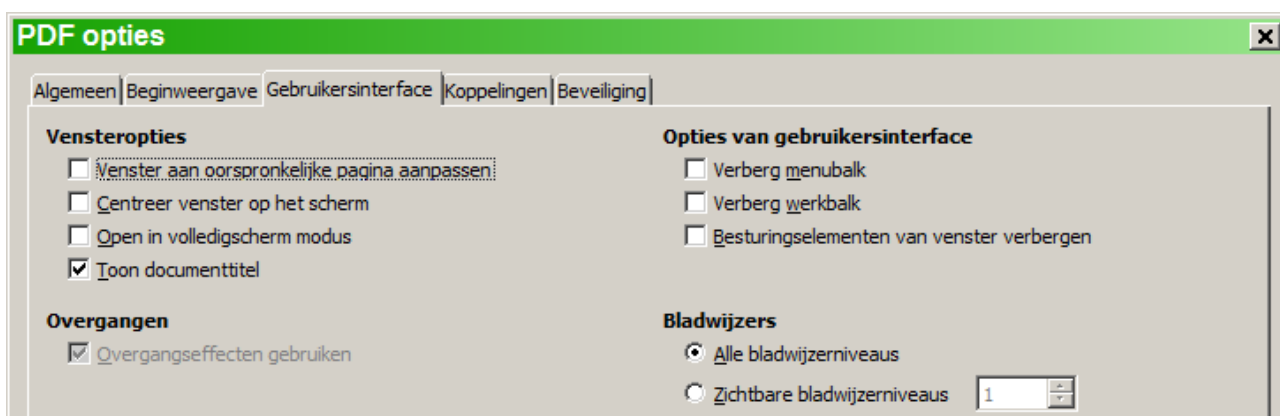 PDF opties
Algemeen Beginweergave Gebruikersinterface Koppelingen Beveiliging
Vensteropties
Venster aan oorspronkelijke pagina aanpassen
Centreer venster op het scherm
Open in volledigscherm modus
Toon documenttitel
Overgangen
Overgangseffecten gebruiken
Opties van gebruikersinterface
Verberg menubalk
Verberg werkbalk
Besturingselementen van venster verbergen
Bladwijzers
Alle bladwijzerniveaus
Zichtbare bladwijzerniveaus 1